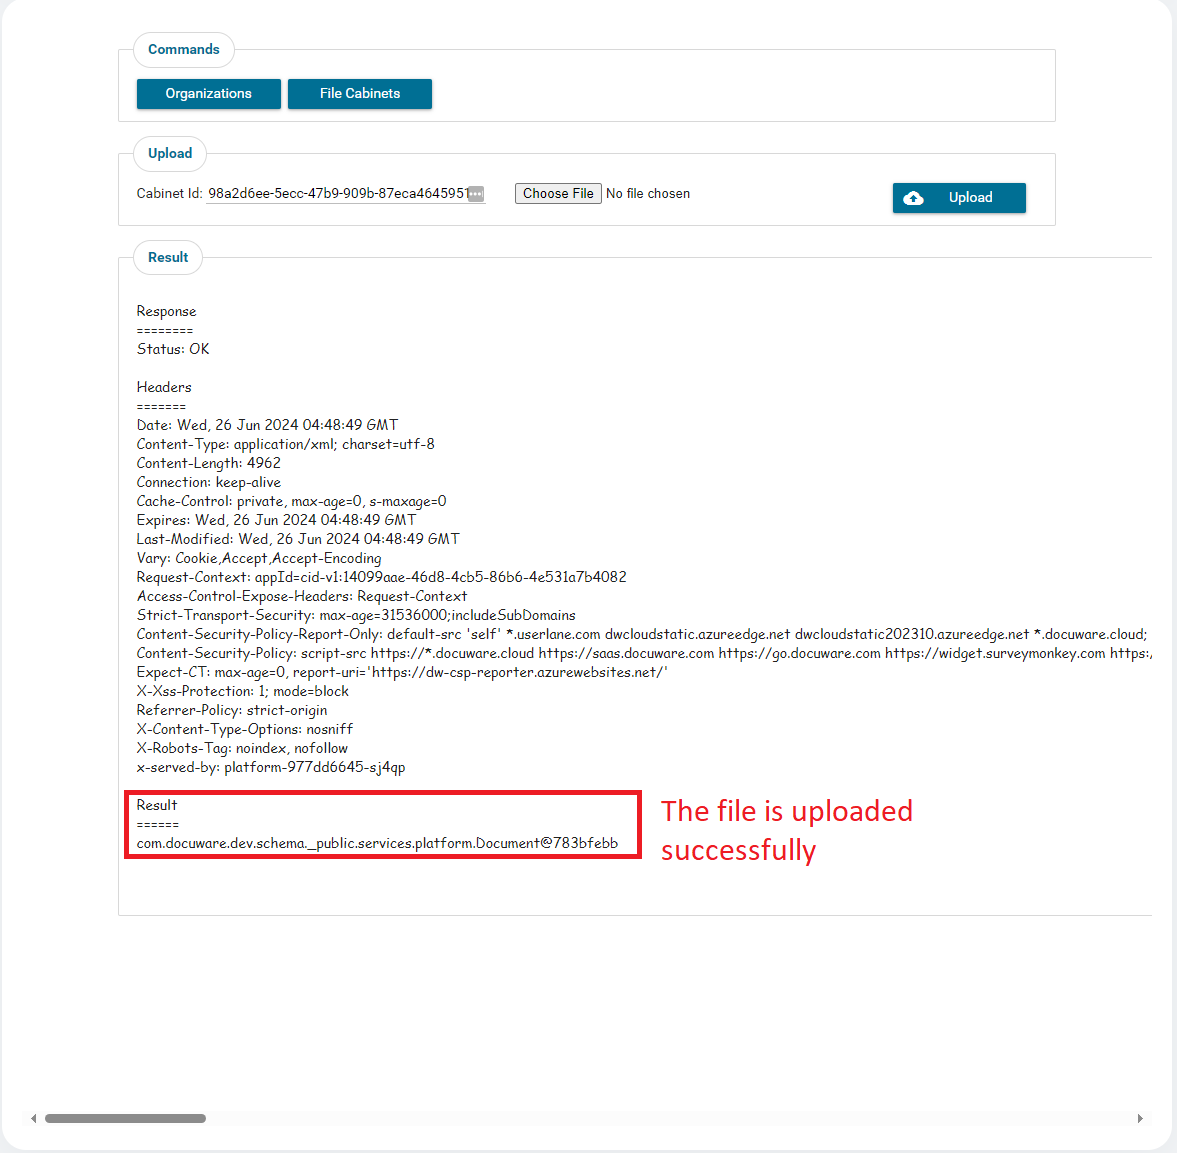 Commands
Organizations File Cabinets
Upload
Cabinet Id: 98a2d6ee-5ecc-47b9-909b-87eca4645951 Choose File No file chosen Upload
Result
Response
========
Status: OK
Headers
=======
Date: Wed, 26 Jun 2024 04:48:49 GMT
Content-Type: application/xml; charset=utf-8
Content-Length: 4962
Connection: keep-alive
Cache-Control: private, max-age=0, s-maxage=0
Expires: Wed, 26 Jun 2024 04:48:49 GMT
Last-Modified: Wed, 26 Jun 2024 04:48:49 GMT
Vary: Cookie,Accept,Accept-Encoding
Request-Context: appId=cid-v1:14099aae-46d8-4cb5-86b6-4e531a7b4082
Access-Control-Expose-Headers: Request-Context
Strict-Transport-Security: max-age=31536000;includeSubDomains
Content-Security-Policy-Report-Only: default-src 'self' *.userlane.com dwcloudstatic.azureedge.net dwcloudstatic202310.azureedge.net *.docuware.cloud;
Content-Security-Policy: script-src https://*.docuware.cloud https://saas.docuware.com https://go.docuware.com https://widget.surveymonkey.com https:/
Expect-CT: max-age=0, report-uri='https://dw-csp-reporter.azurewebsites.net/'
X-Xss-Protection: 1; mode=block
Referrer-Policy: strict-origin
X-Content-Type-Options: nosniff
X-Robots-Tag: noindex, nofollow
x-served-by: platform-977dd6645-sj4qp
Result
======
com.docuware.dev.schema._public.services.platform.Document@783bfebb
The file is uploaded
successfully